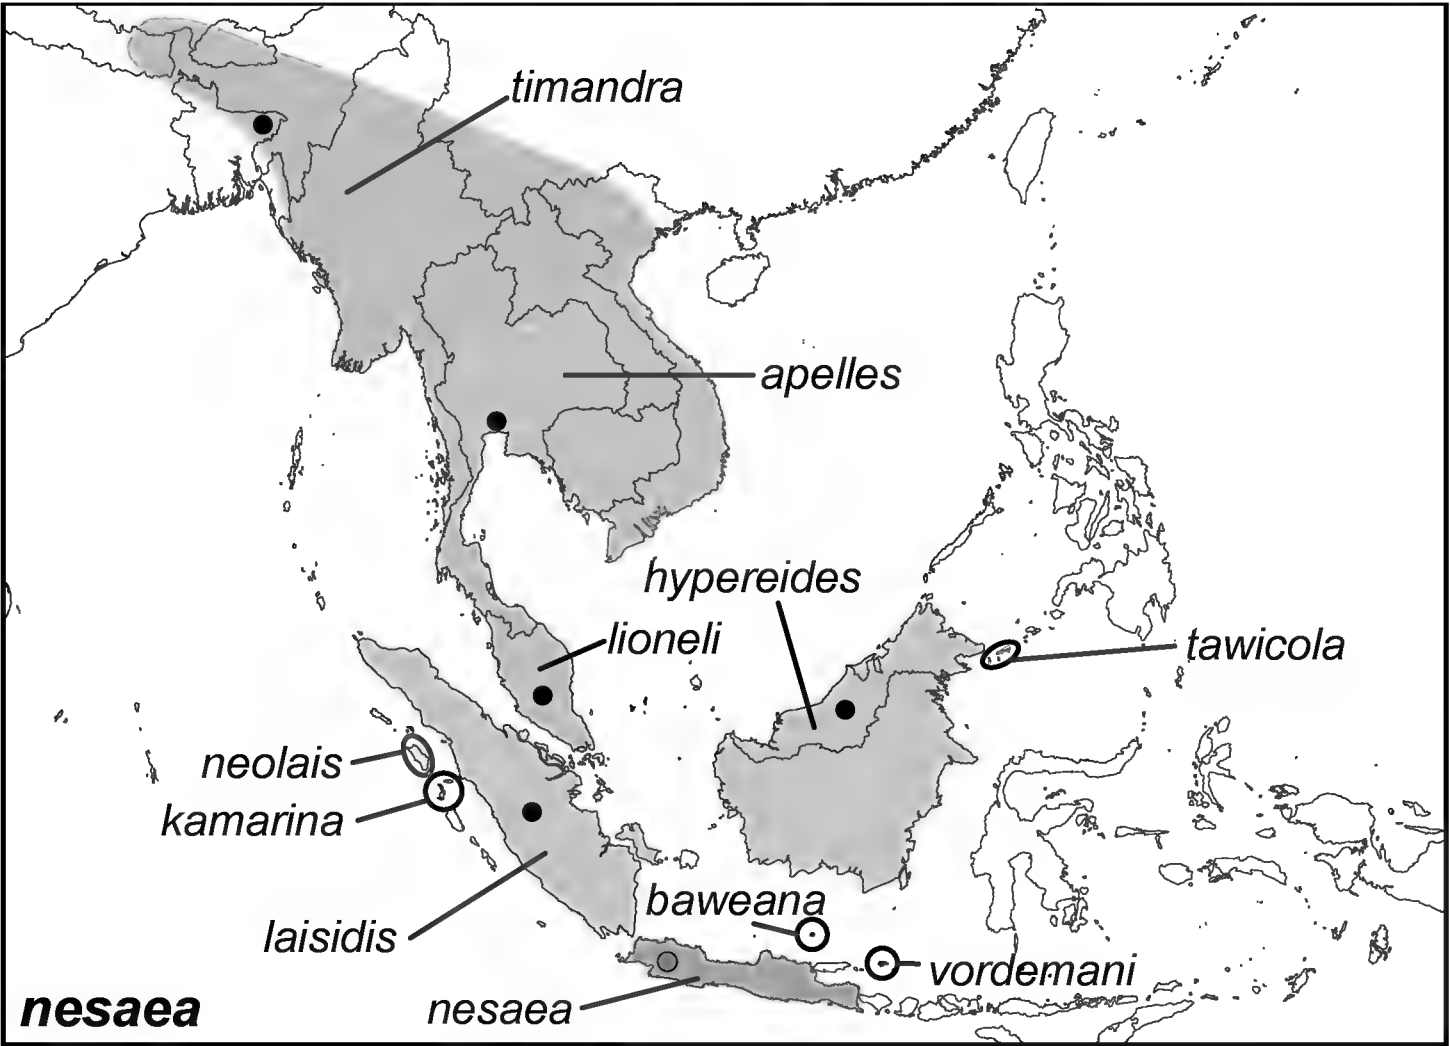 timandra
apelles
hypereides
lioneli
tawicola
neolais
kamarina
baweana
laisidis
vordemani
nesaea
nesaea